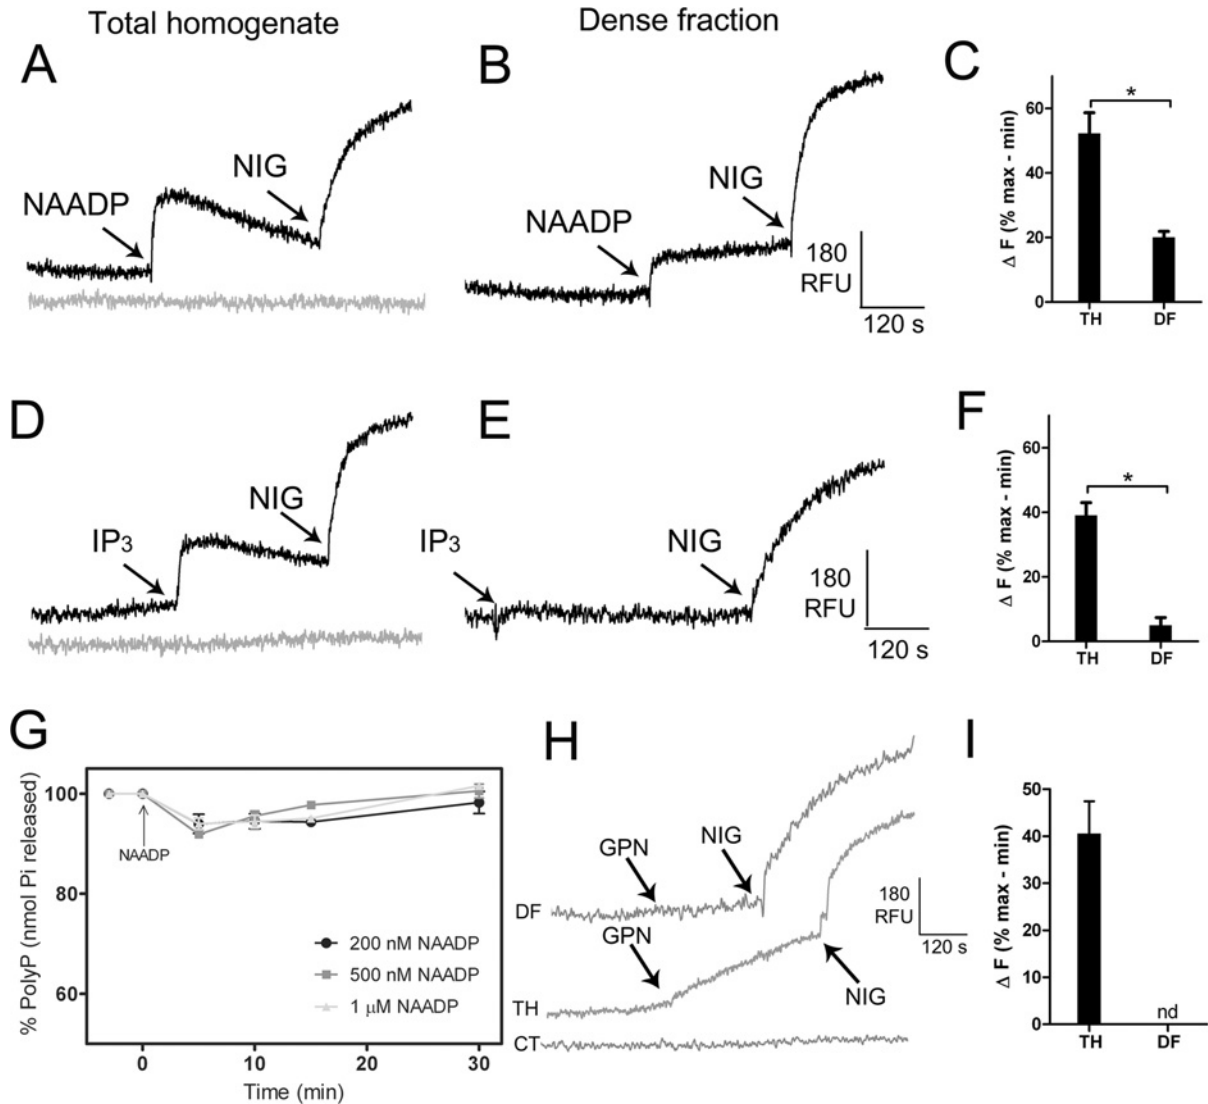 Total homogenate
Dense fraction
A
NAADP
NIG
B
NAADP
NIG
180
RFU
120 s
C
Δ F (% max - min)
60
40
20
0
*
TH
DF
D
IP3
NIG
E
IP3
NIG
180
RFU
120 s
F
Δ F (% max - min)
60
40
20
0
*
TH
DF
G
% PolyP (nmol Pi released)
100
80
60
NAADP
200 nM NAADP
500 nM NAADP
1 μM NAADP
0
10
20
30
Time (min)
H
GPN
NIG
DF
GPN
TH
NIG
CT
180
RFU
120 s
I
Δ F (% max - min)
50
40
30
20
10
0
nd
TH
DF